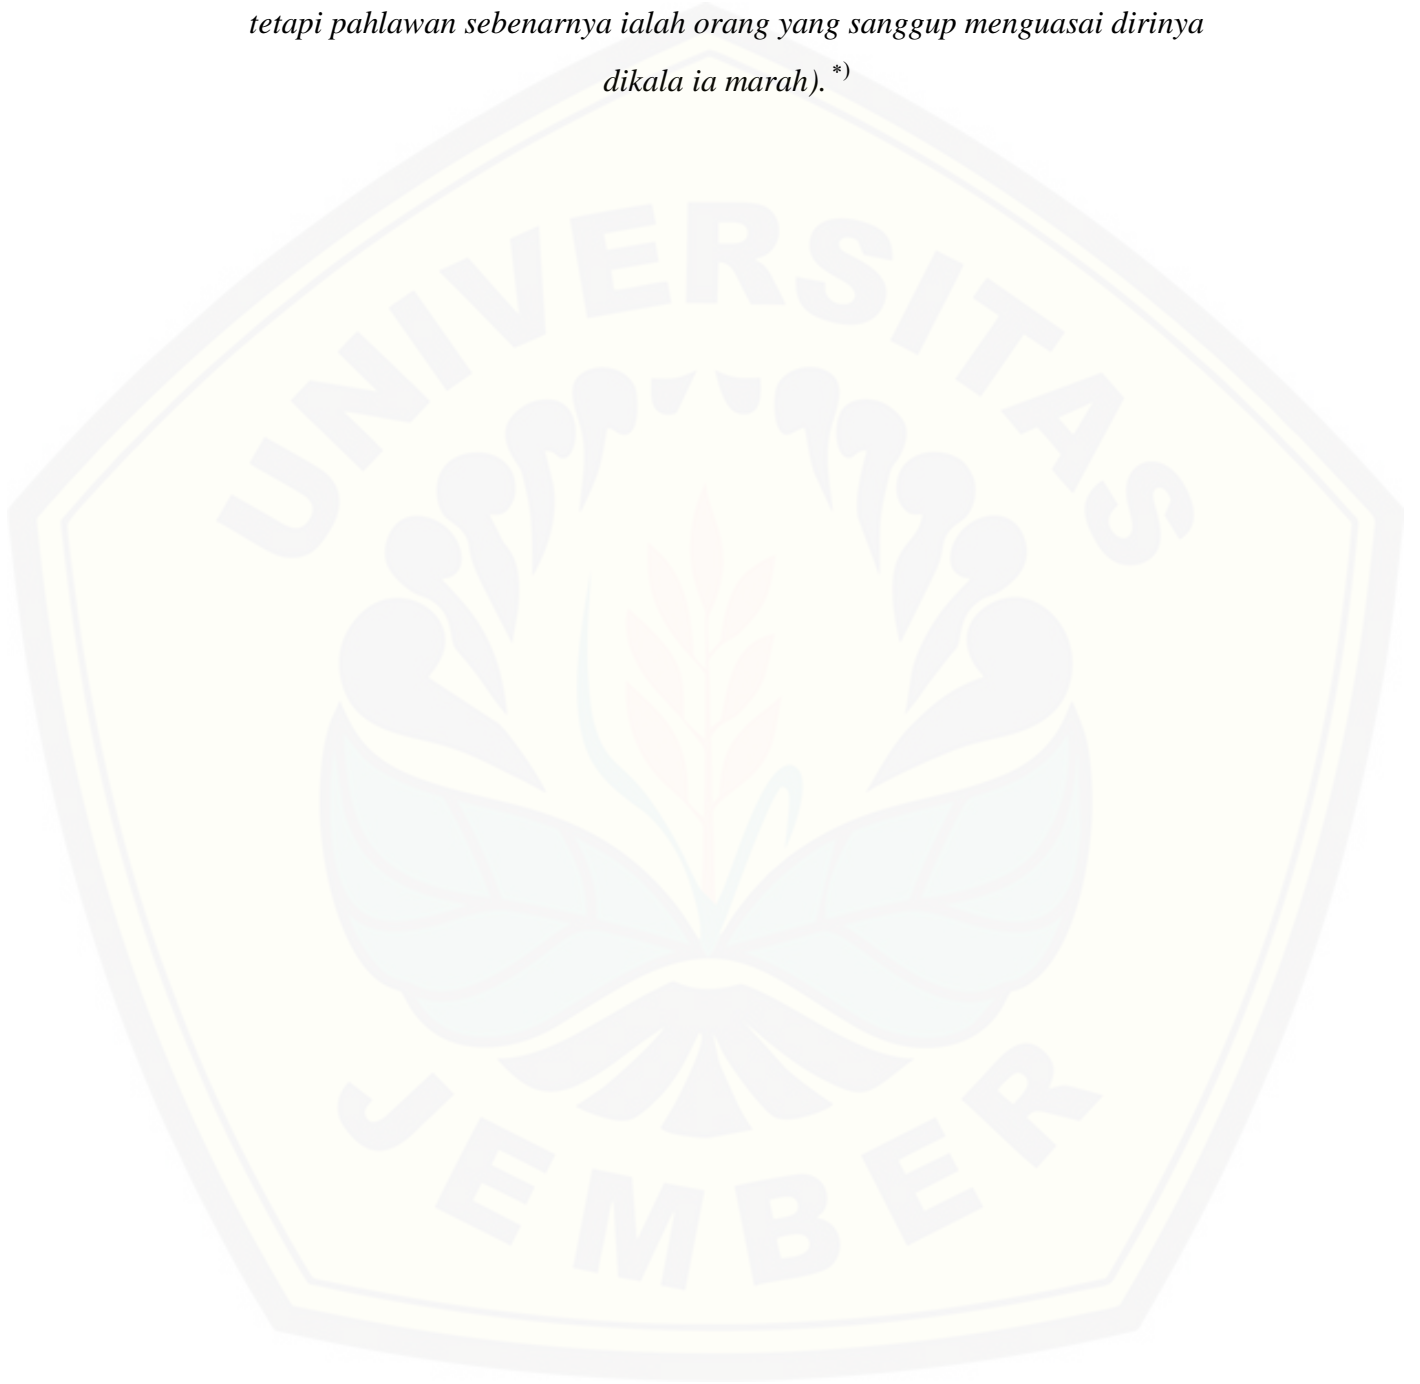 tetapi pahlawan sebenarnya ialah orang yang sanggup menguasai dirinya
dikala ia marah). *)
UNIVERSITAS
JEMBER